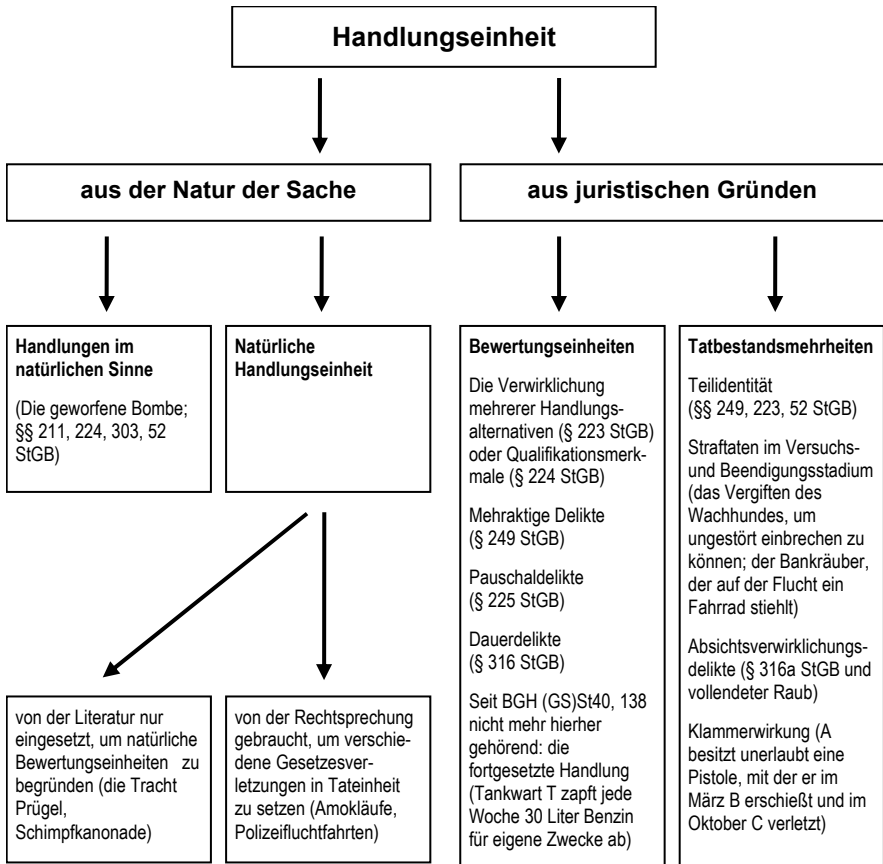 Handlungseinheit
aus der Natur der Sache
aus juristischen Gründen
Handlungen im
natürlichen Sinne
(Die geworfene Bombe;
§§ 211, 224, 303, 52
StGB)
Natürliche
Handlungseinheit
Bewertungseinheiten
Die Verwirklichung
mehrerer Handlungs-
alternativen (§ 223 StGB)
oder Qualifikationsmerk-
male (§ 224 StGB)
Mehraktige Delikte
(§ 249 StGB)
Pauschaldelikte
(§ 225 StGB)
Dauerdelikte
(§ 316 StGB)
Seit BGH (GS)St40, 138
nicht mehr hierher
gehörend: die
fortgesetzte Handlung
(Tankwart T zapft jede
Woche 30 Liter Benzin
für eigene Zwecke ab)
Tatbestandsmehrheiten
Teilidentität
(§§ 249, 223, 52 StGB)
Straftaten im Versuchs-
und Beendigungsstadium
(das Vergiften des
Wachhundes, um
ungestört einbrechen zu
können; der Bankräuber,
der auf der Flucht ein
Fahrrad stiehlt)
Absichtsverwirklichungs-
delikte (§ 316a StGB und
vollendeter Raub)
Klammerwirkung (A
besitzt unerlaubt eine
Pistole, mit der er im
März B erschießt und im
Oktober C verletzt)
von der Literatur nur
eingesetzt, um natürliche
Bewertungseinheiten zu
begründen (die Tracht
Prügel,
Schimpfkanonade)
von der Rechtsprechung
gebraucht, um verschie-
dene Gesetzesver-
letzungen in Tateinheit
zu setzen (Amokläufe,
Polizeifluchtfahrten)